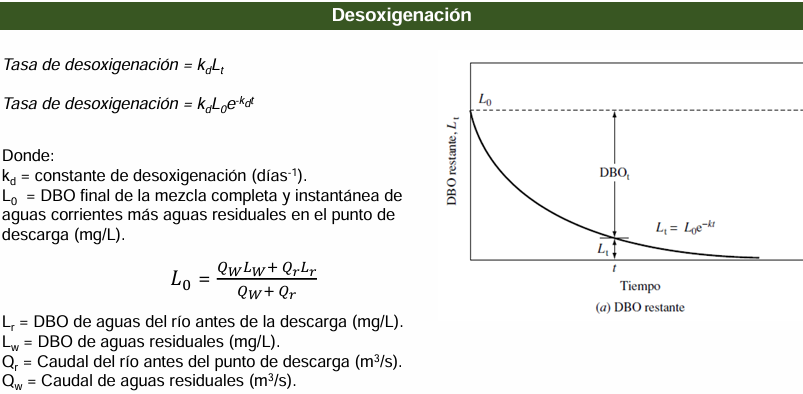 Desoxigenación
Tasa de desoxigenación = k_dL_t
Tasa de desoxigenación = k_dL_0e^{-k_dt}
Donde:
k_d = constante de desoxigenación (días^{-1}).
L_0 = DBO final de la mezcla completa y instantánea de
aguas corrientes más aguas residuales en el punto de
descarga (mg/L).
L_0 = \frac{Q_WL_W + Q_rL_r}{Q_W + Q_r}
L_r = DBO de aguas del río antes de la descarga (mg/L).
L_w = DBO de aguas residuales (mg/L).
Q_r = Caudal del río antes del punto de descarga (m³/s).
Q_w = Caudal de aguas residuales (m³/s).
DBO restante, L_t
L_0
DBO_t
L_t = L_0e^{-kt}
L_t
t
Tiempo
(a) DBO restante